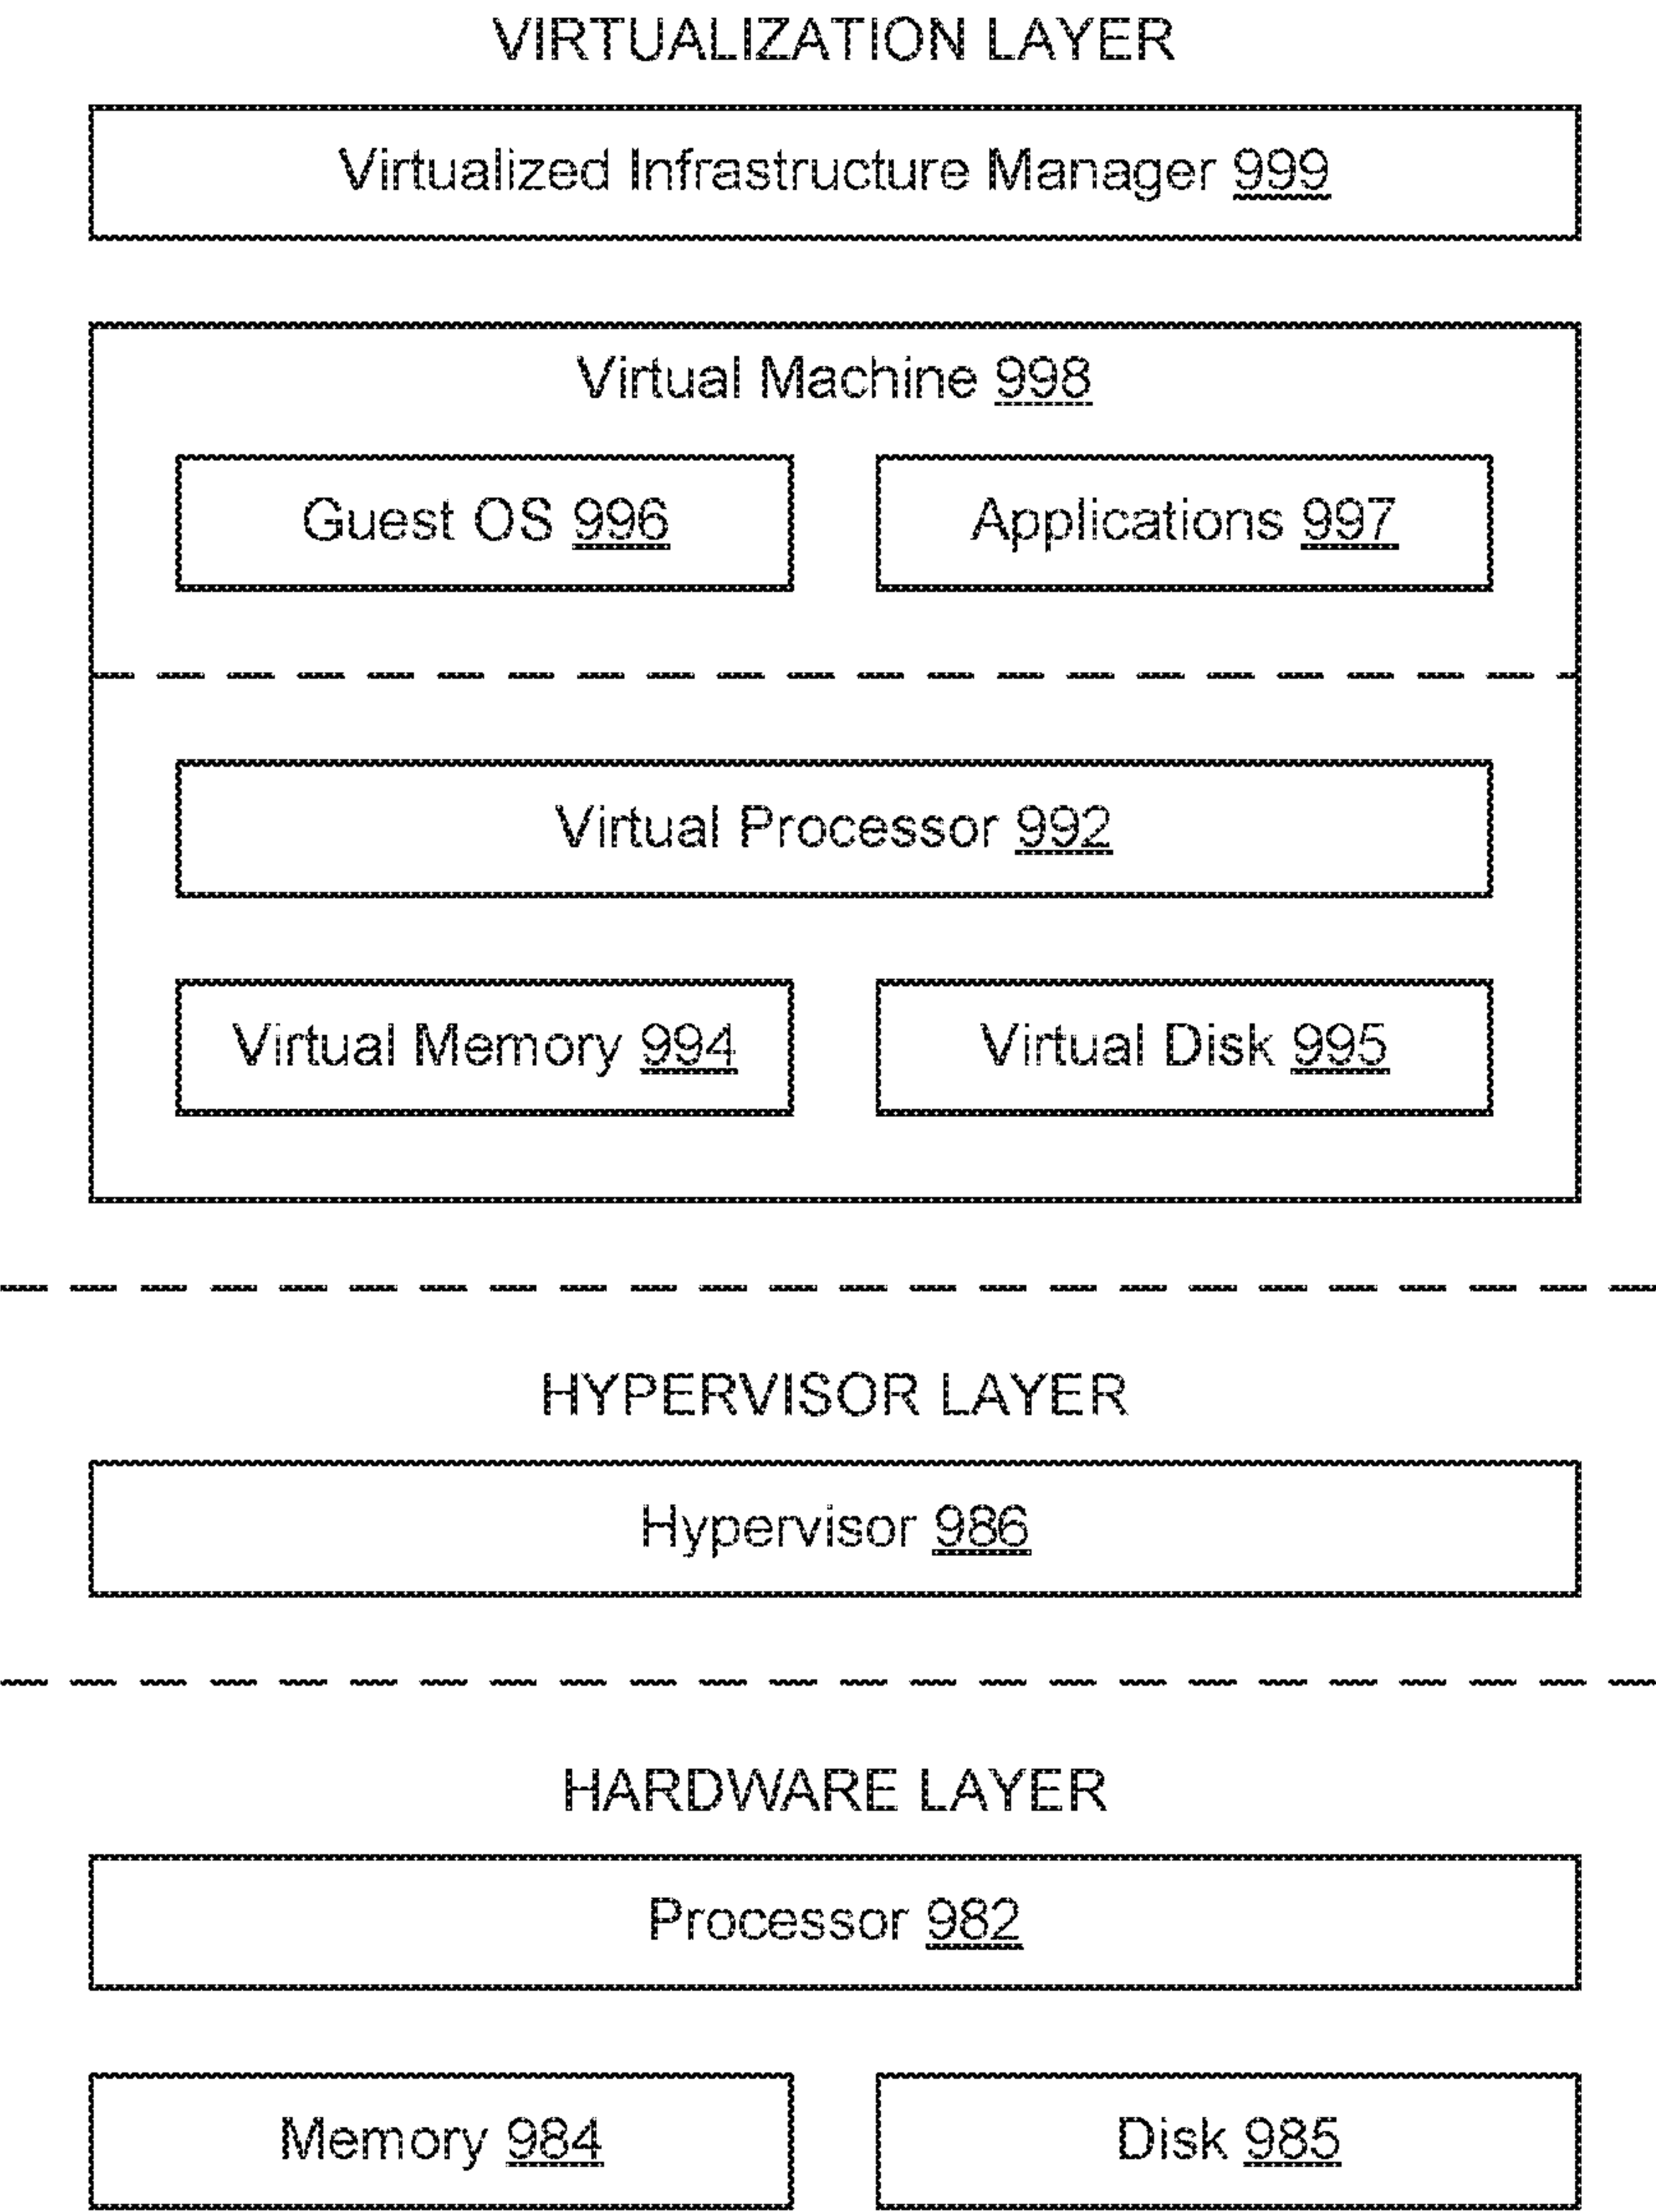 VIRTUALIZATION LAYER
Virtualized Infrastructure Manager 999
Virtual Machine 998
Guest OS 996
Applications 997
Virtual Processor 992
Virtual Memory 994
Virtual Disk 995
HYPERVISOR LAYER
Hypervisor 986
HARDWARE LAYER
Processor 982
Memory 984
Disk 985